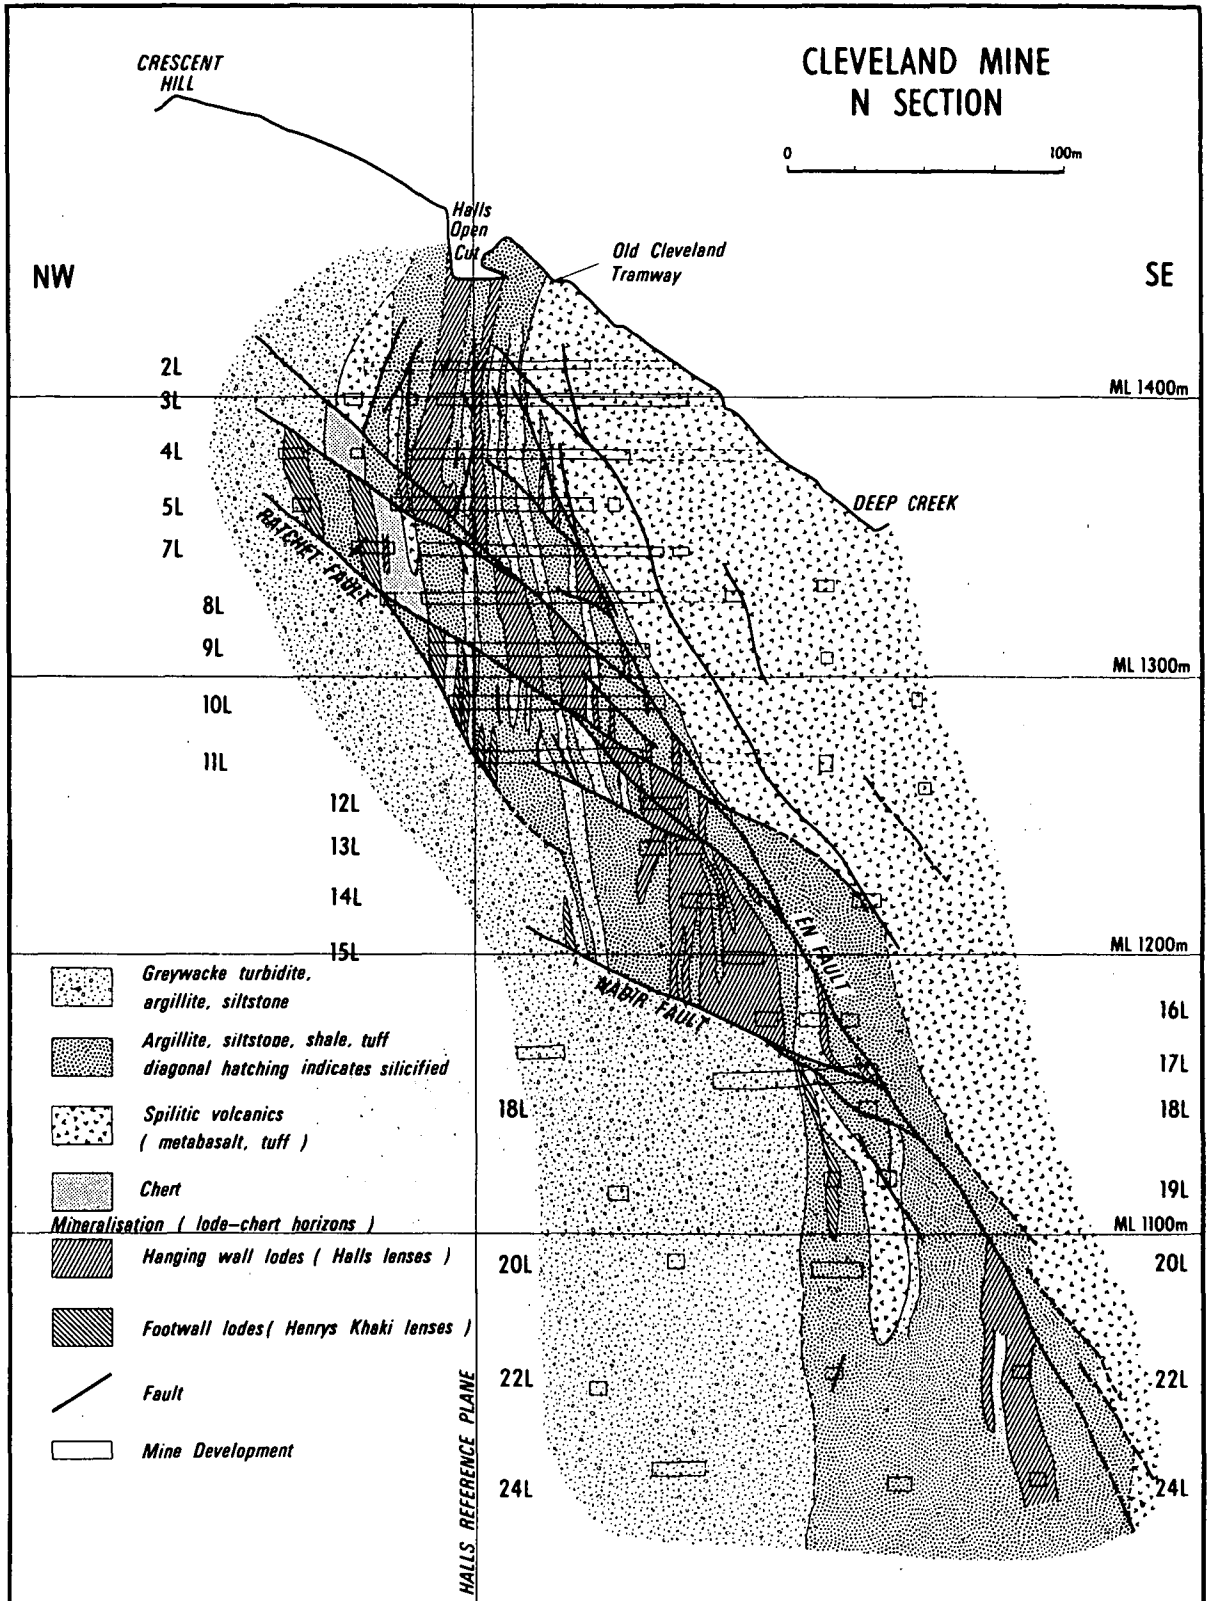 CRESCENT
HILL
CLEVELAND MINE
N SECTION
0 100m
Halls
Open
Cut
Old Cleveland
Tramway
NW
SE
2L
ML 1400m
3L
4L
5L
DEEP CREEK
RATCHET FAULT
7L
8L
9L
ML 1300m
10L
11L
12L
13L
14L
EN FAULT
15L
ML 1200m
NABIR FAULT
16L
17L
18L
18L
19L
ML 1100m
20L
20L
22L
22L
24L
24L
HALLS REFERENCE PLANE
Greywacke turbidite,
argillite, siltstone
Argillite, siltstone, shale, tuff
diagonal hatching indicates silicified
Spilitic volcanics
( metabasalt, tuff )
Chert
Mineralisation ( lode-chert horizons )
Hanging wall lodes ( Halls lenses )
Footwall lodes ( Henrys Khaki lenses )
Fault
Mine Development